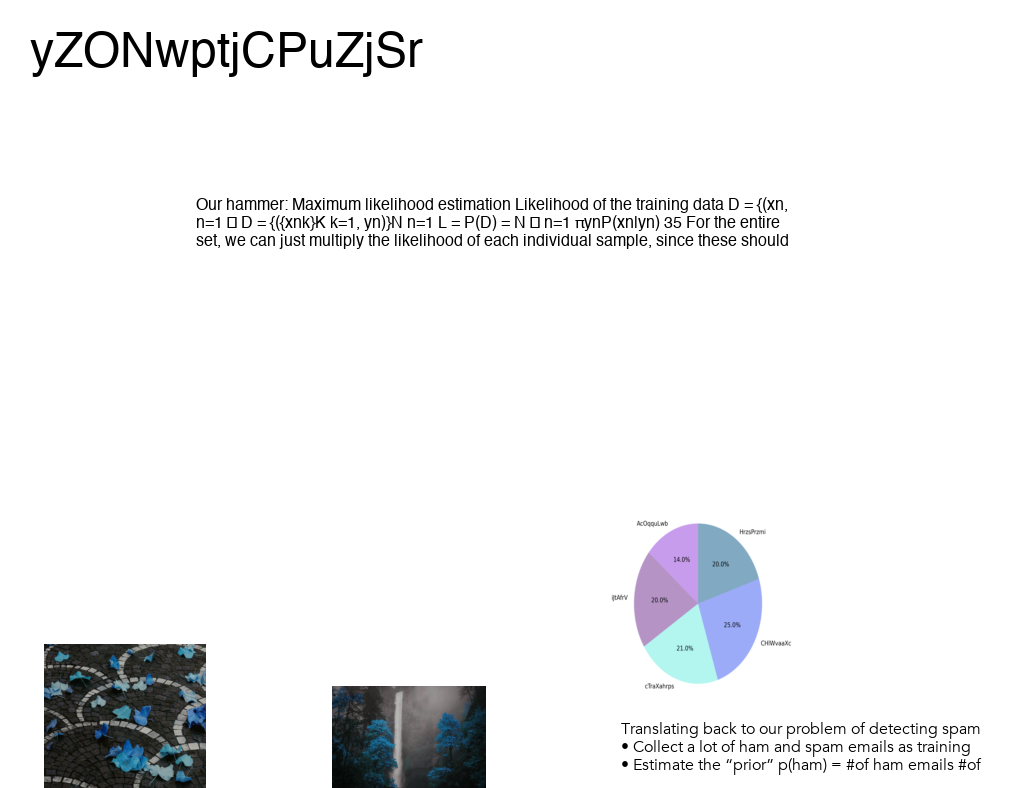 yZONwptjCPuZjSr
Our hammer: Maximum likelihood estimation Likelihood of the training data D = {(xn,
n=1 □ D = {({xnk}K k=1, yn)}N n=1 L = P(D) = N □ n=1 πynP(xn|yn) 35 For the entire
set, we can just multiply the likelihood of each individual sample, since these should
AcOqquLwb
HrzsPrzmi
14.0%
20.0%
20.0%
25.0%
21.0%
CHIWvaaXc
cTraXahrps
Translating back to our problem of detecting spam
• Collect a lot of ham and spam emails as training
• Estimate the “prior” p(ham) = #of ham emails #of